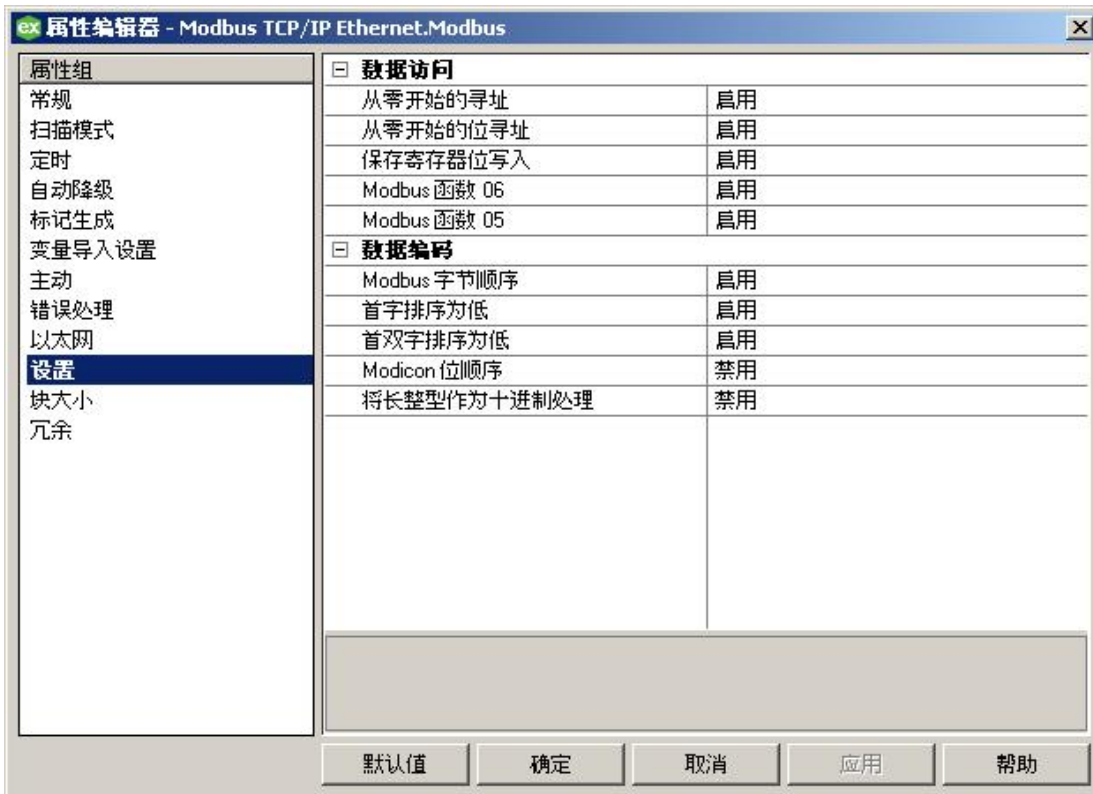 ex 属性编辑器 - Modbus TCP/IP Ethernet.Modbus
属性组
常规
扫描模式
定时
自动降级
标记生成
变量导入设置
主动
错误处理
以太网
设置
块大小
冗余
数据访问
从零开始的寻址 启用
从零开始的位寻址 启用
保存寄存器位写入 启用
Modbus 函数 06 启用
Modbus 函数 05 启用
数据编码
Modbus 字节顺序 启用
首字排序为低 启用
首双字排序为低 启用
Modicon 位顺序 禁用
将长整型作为十进制处理 禁用
默认值 确定 取消 应用 帮助